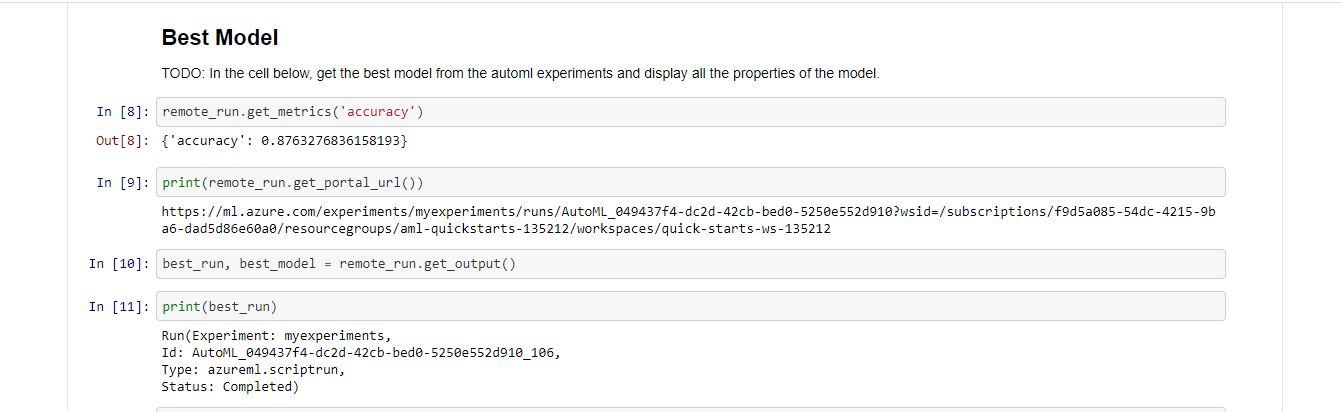 Best Model
TODO: In the cell below, get the best model from the automl experiments and display all the properties of the model.
In [8]: remote_run.get_metrics('accuracy')
Out[8]: {'accuracy': 0.8763276836158193}
In [9]: print(remote_run.get_portal_url())
https://ml.azure.com/experiments/myexperiments/runs/AutoML_049437f4-dc2d-42cb-bed0-5250e552d910?wsid=/subscriptions/f9d5a085-54dc-4215-9b
a6-dad5d86e60a0/resourcegroups/aml-quickstarts-135212/workspaces/quick-starts-ws-135212
In [10]: best_run, best_model = remote_run.get_output()
In [11]: print(best_run)
Run(Experiment: myexperiments,
Id: AutoML_049437f4-dc2d-42cb-bed0-5250e552d910_106,
Type: azureml.scriptrun,
Status: Completed)